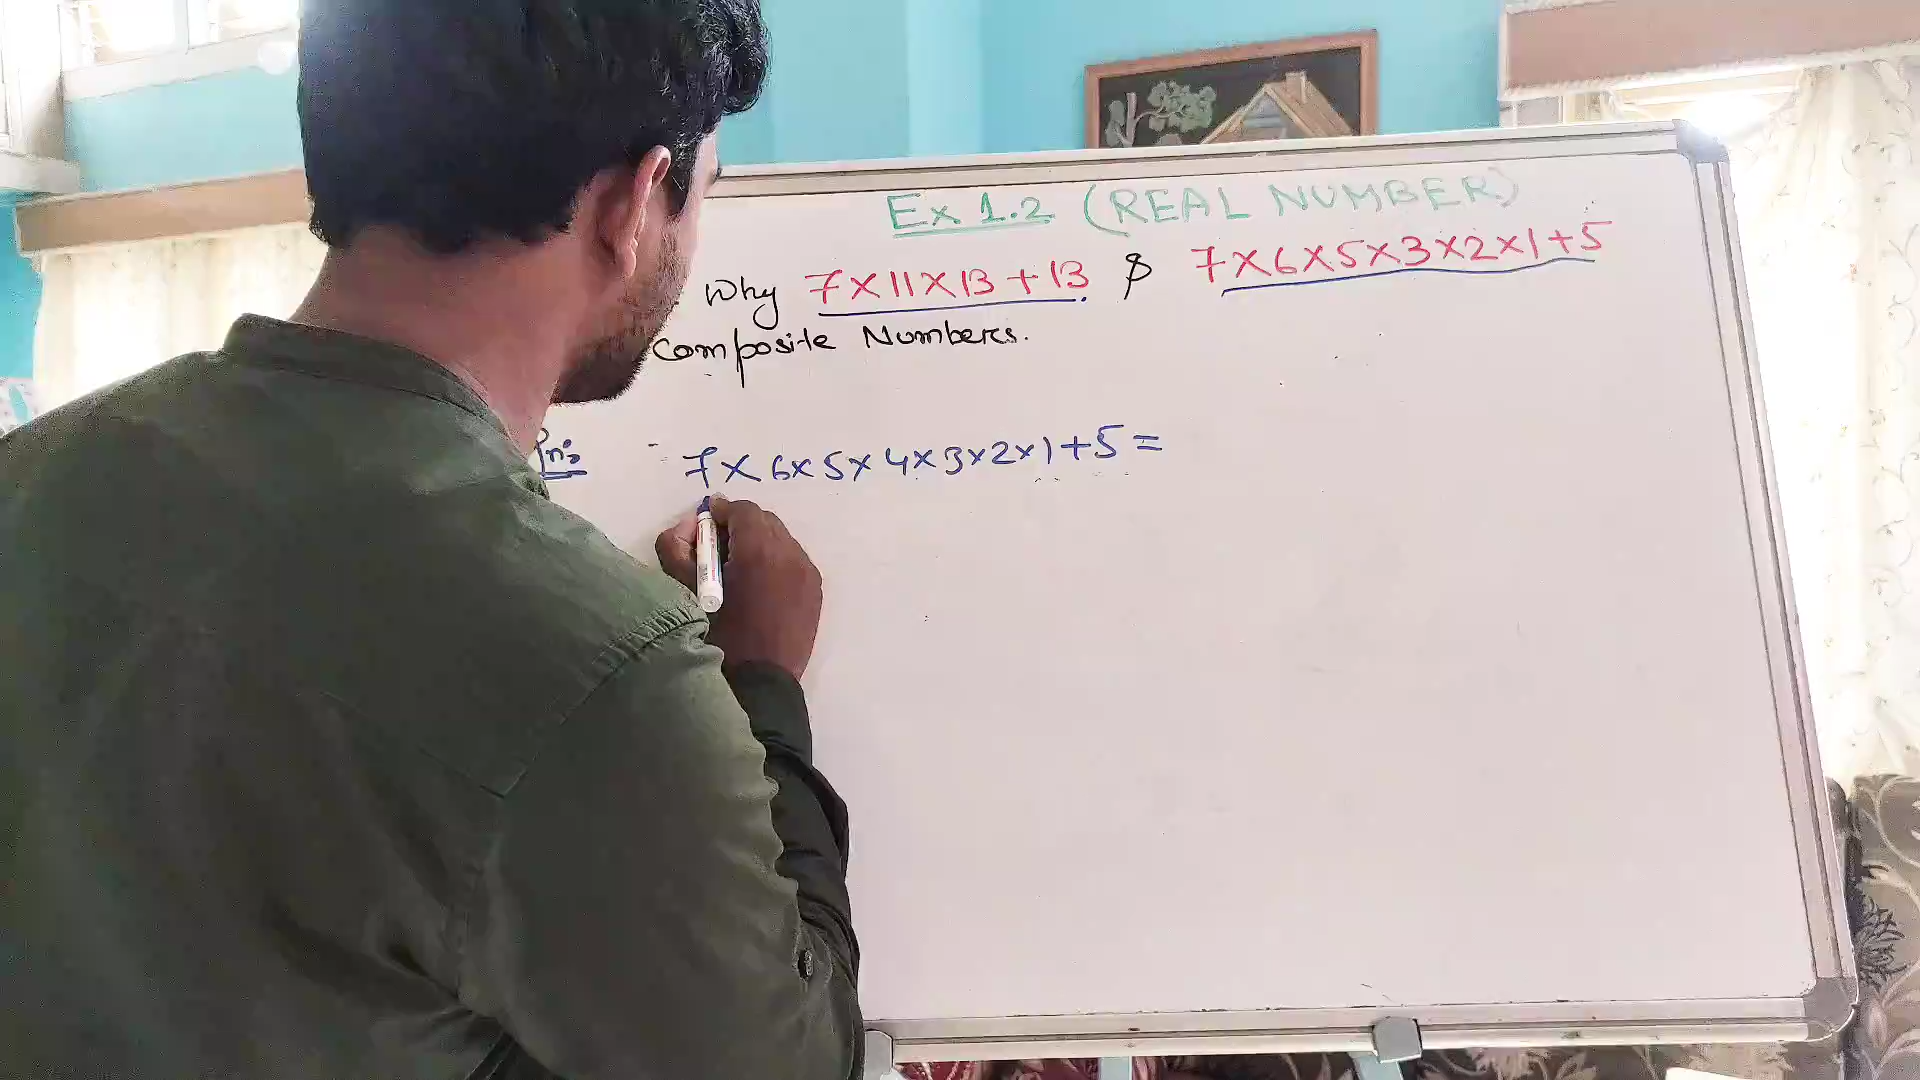 Ex 1.2 (REAL NUMBER)
Why 7×11×13+13 & 7×6×5×3×2×1+5
Composite Numbers.
7×6×5×4×3×2×1+5=